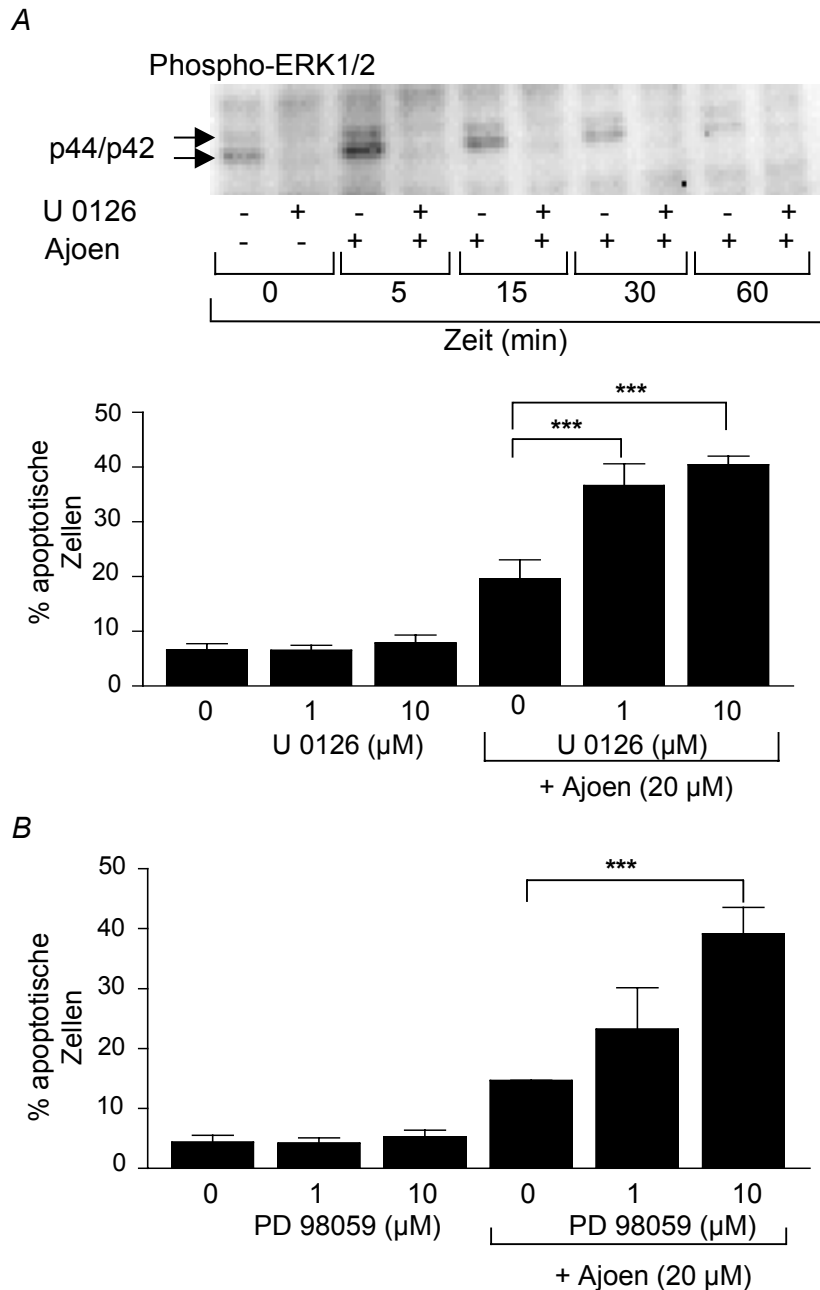 A
Phospho-ERK1/2
p44/p42
U 0126 - + - + - + - + - +
Ajoen - - + + + + + + + +
0 5 15 30 60
Zeit (min)
50
40
30
20
10
0
% apoptotische
Zellen
*** ***
0 1 10 0 1 10
U 0126 (µM) U 0126 (µM)
+ Ajoen (20 µM)
B
50
40
30
20
10
0
% apoptotische
Zellen
***
0 1 10 0 1 10
PD 98059 (µM) PD 98059 (µM)
+ Ajoen (20 µM)